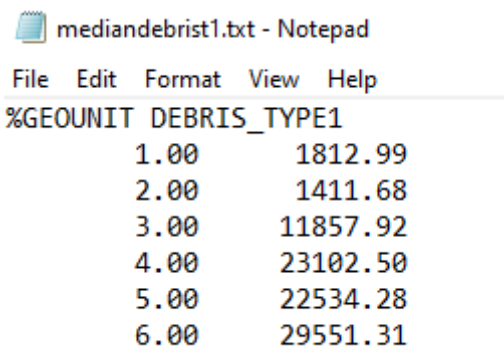 mediandebrist1.txt - Notepad
File Edit Format View Help
%GEOUNIT DEBRIS_TYPE1
1.00 1812.99
2.00 1411.68
3.00 11857.92
4.00 23102.50
5.00 22534.28
6.00 29551.31